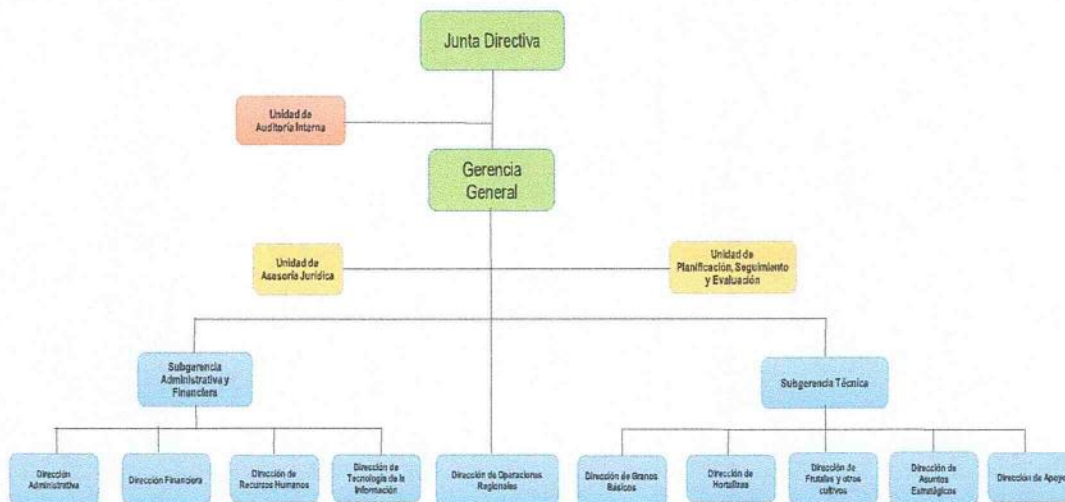 Junta Directiva
Unidad de
Auditoría Interna
Gerencia
General
Unidad de
Asesoría Jurídica
Unidad de
Planificación, Seguimiento
y Evaluación
Subgerencia
Administrativa y
Financiera
Subgerencia Técnica
Dirección
Administrativa
Dirección Financiera
Dirección de
Recursos Humanos
Dirección de
Tecnología de la
Información
Dirección de Operaciones
Regionales
Dirección de Granos
Básicos
Dirección de
Hortalizas
Dirección de
Frutales y otros
cultivos
Dirección de
Asuntos
Estratégicos
Dirección de Apoyo